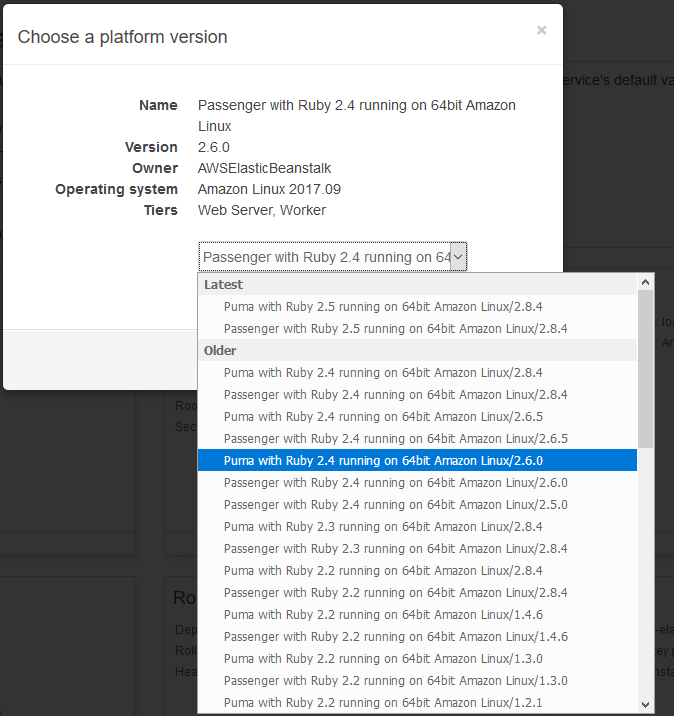 Choose a platform version
×
ervice's default va
Name Passenger with Ruby 2.4 running on 64bit Amazon
Linux
Version 2.6.0
Owner AWSElasticBeanstalk
Operating system Amazon Linux 2017.09
Tiers Web Server, Worker
Passenger with Ruby 2.4 running on 64
Latest
Puma with Ruby 2.5 running on 64bit Amazon Linux/2.8.4
Passenger with Ruby 2.5 running on 64bit Amazon Linux/2.8.4
Older
Puma with Ruby 2.4 running on 64bit Amazon Linux/2.8.4
Passenger with Ruby 2.4 running on 64bit Amazon Linux/2.8.4
Puma with Ruby 2.4 running on 64bit Amazon Linux/2.6.5
Passenger with Ruby 2.4 running on 64bit Amazon Linux/2.6.5
Puma with Ruby 2.4 running on 64bit Amazon Linux/2.6.0
Passenger with Ruby 2.4 running on 64bit Amazon Linux/2.6.0
Passenger with Ruby 2.4 running on 64bit Amazon Linux/2.5.0
Puma with Ruby 2.3 running on 64bit Amazon Linux/2.8.4
Passenger with Ruby 2.3 running on 64bit Amazon Linux/2.8.4
Puma with Ruby 2.2 running on 64bit Amazon Linux/2.8.4
Passenger with Ruby 2.2 running on 64bit Amazon Linux/2.8.4
Puma with Ruby 2.2 running on 64bit Amazon Linux/1.4.6
Passenger with Ruby 2.2 running on 64bit Amazon Linux/1.4.6
Puma with Ruby 2.2 running on 64bit Amazon Linux/1.3.0
Passenger with Ruby 2.2 running on 64bit Amazon Linux/1.3.0
Puma with Ruby 2.2 running on 64bit Amazon Linux/1.2.1
Roo
Sec
Ro
Dep
Roll
Hea